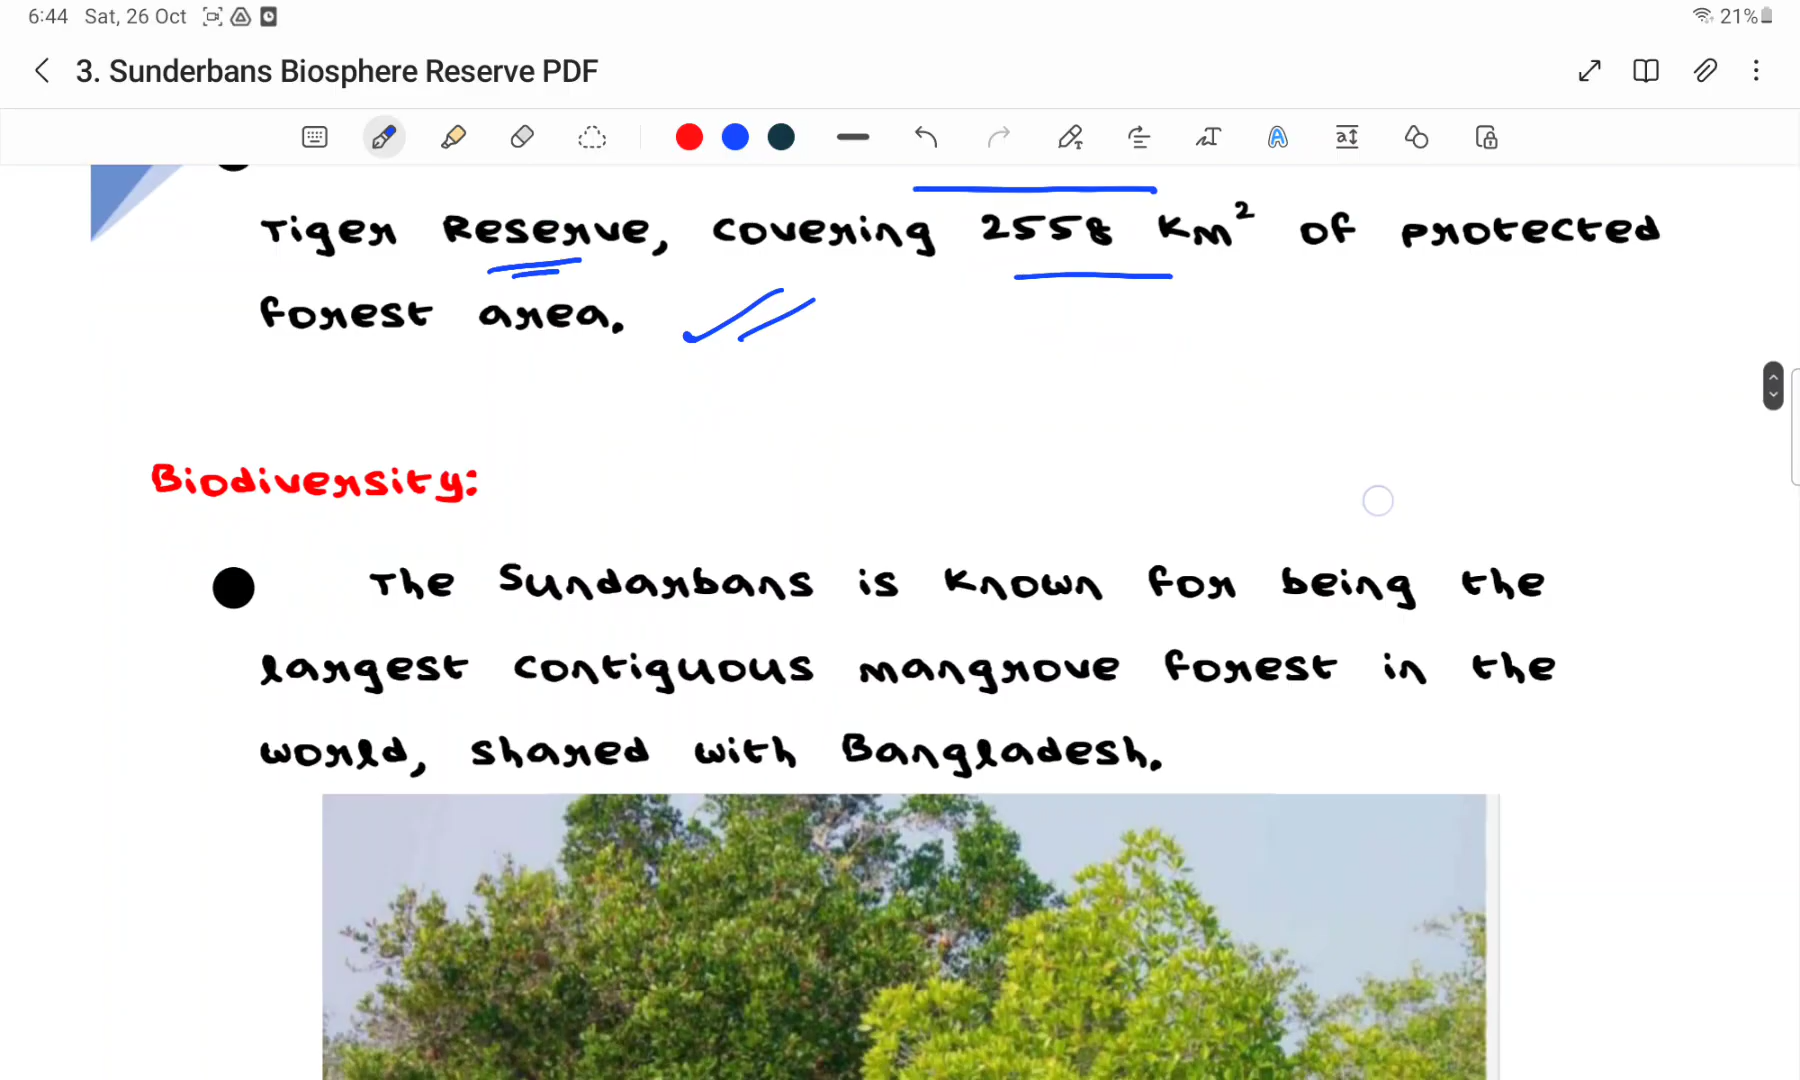 6:44 Sat, 26 Oct 21%
3. Sunderbans Biosphere Reserve PDF
Tiger Reserve, covering 2558 Km² of protected
forest area.
Biodiversity:
The Sundarbans is known for being the
largest contiguous mangrove forest in the
world, shared with Bangladesh.